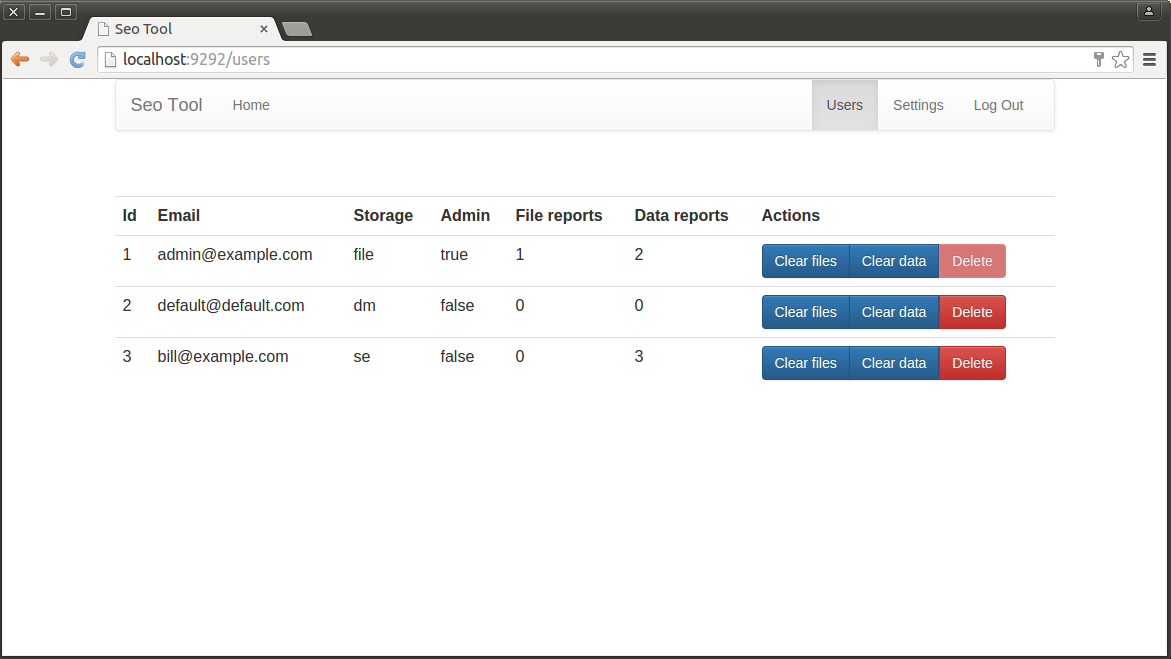 Seo Tool
localhost:9292/users
Seo Tool Home Users Settings Log Out
Id Email Storage Admin File reports Data reports Actions
1 admin@example.com file true 1 2 Clear files Clear data Delete
2 default@default.com dm false 0 0 Clear files Clear data Delete
3 bill@example.com se false 0 3 Clear files Clear data Delete